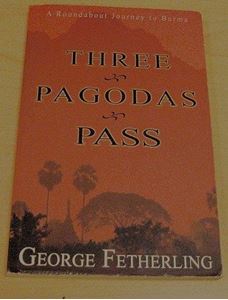 A Roundabout Journey to Burma
THREE
PAGODAS
PASS
GEORGE FETHERLING